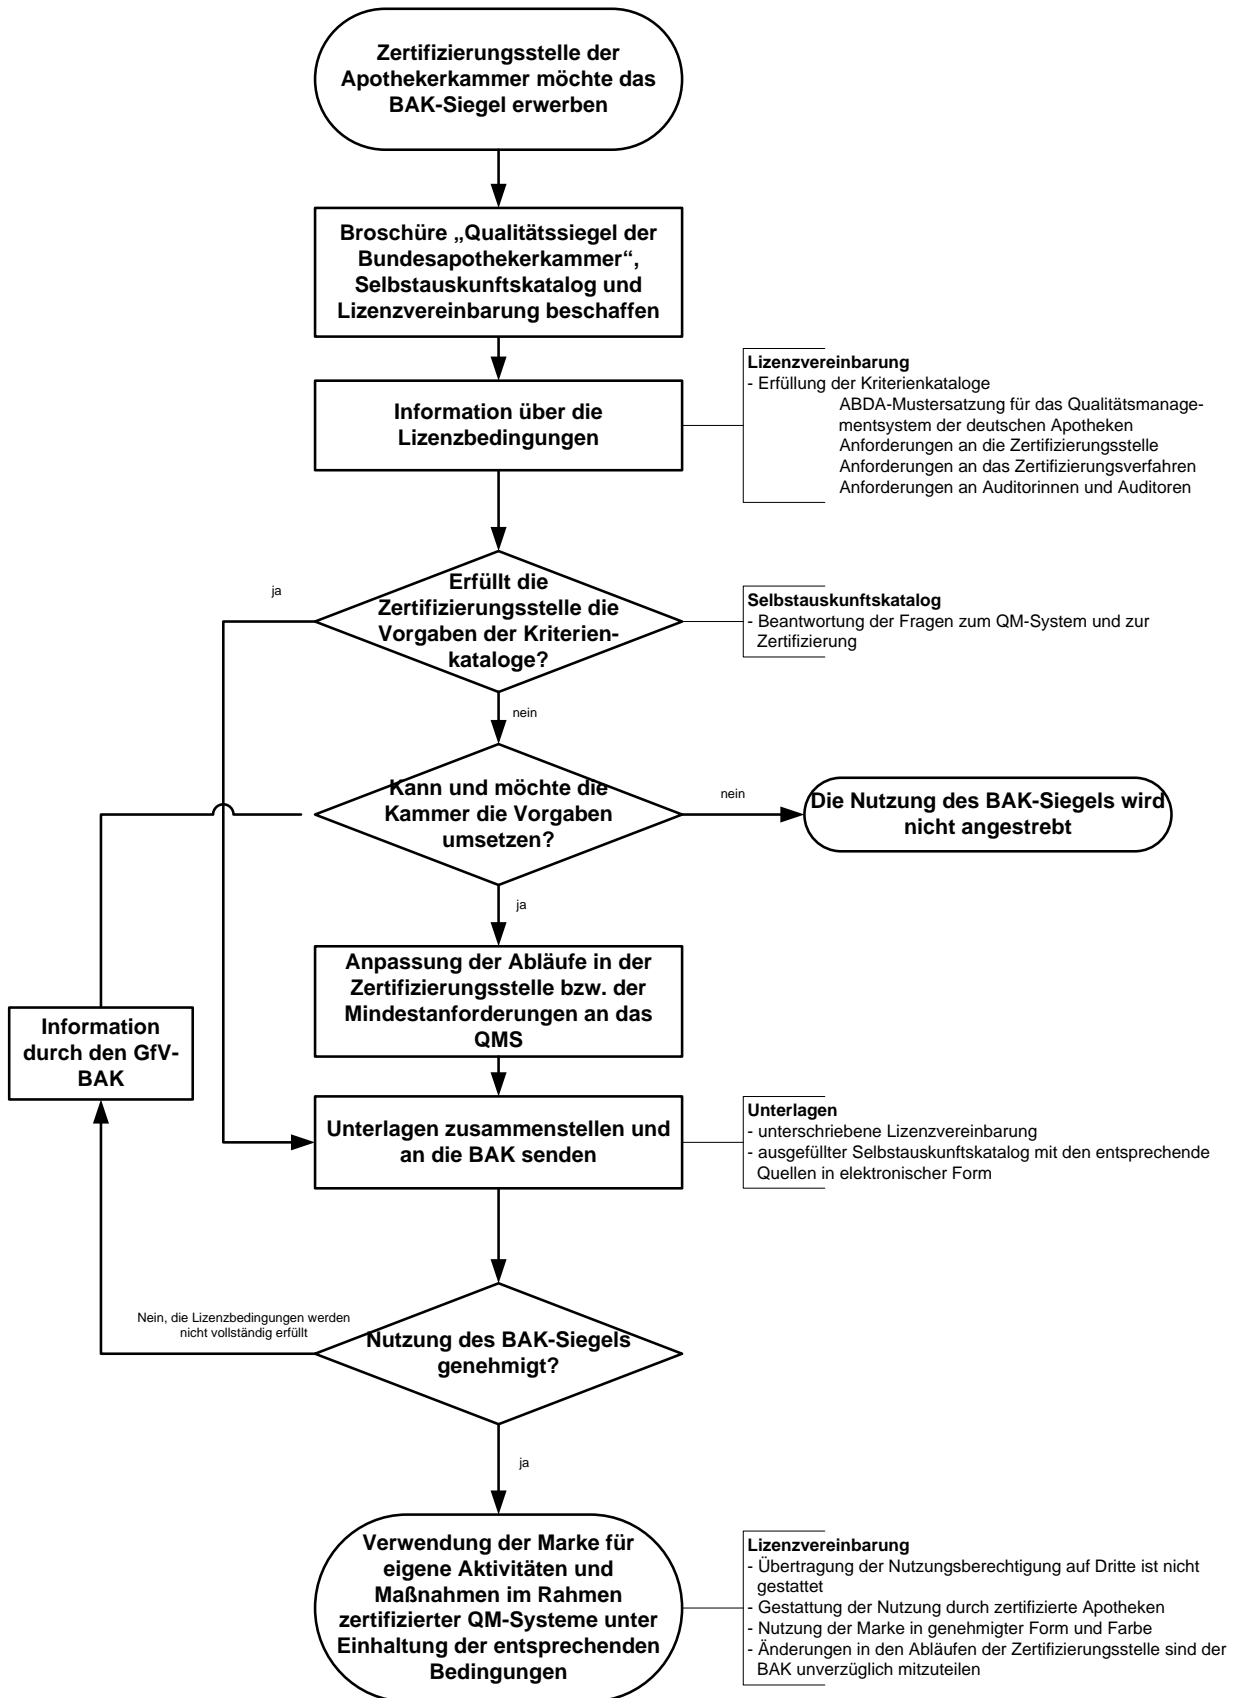 Zertifizierungsstelle der
Apothekerkammer möchte das
BAK-Siegel erwerben
Broschüre „Qualitätssiegel der
Bundesapothekerkammer“,
Selbstauskunftskatalog und
Lizenzvereinbarung beschaffen
Information über die
Lizenzbedingungen
Lizenzvereinbarung
- Erfüllung der Kriterienkataloge
ABDA-Mustersatzung für das Qualitätsmanage-
mentsystem der deutschen Apotheken
Anforderungen an die Zertifizierungsstelle
Anforderungen an das Zertifizierungsverfahren
Anforderungen an Auditorinnen und Auditoren
ja
Erfüllt die
Zertifizierungsstelle die
Vorgaben der Kriterien-
kataloge?
Selbstauskunftskatalog
- Beantwortung der Fragen zum QM-System und zur
Zertifizierung
nein
Kann und möchte die
Kammer die Vorgaben
umsetzen?
nein
Die Nutzung des BAK-Siegels wird
nicht angestrebt
ja
Anpassung der Abläufe in der
Zertifizierungsstelle bzw. der
Mindestanforderungen an das
QMS
Information
durch den GfV-
BAK
Unterlagen zusammenstellen und
an die BAK senden
Unterlagen
- unterschriebene Lizenzvereinbarung
- ausgefüllter Selbstauskunftskatalog mit den entsprechende
Quellen in elektronischer Form
Nein, die Lizenzbedingungen werden
nicht vollständig erfüllt
Nutzung des BAK-Siegels
genehmigt?
ja
Verwendung der Marke für
eigene Aktivitäten und
Maßnahmen im Rahmen
zertifizierter QM-Systeme unter
Einhaltung der entsprechenden
Bedingungen
Lizenzvereinbarung
- Übertragung der Nutzungsberechtigung auf Dritte ist nicht
gestattet
- Gestattung der Nutzung durch zertifizierte Apotheken
- Nutzung der Marke in genehmigter Form und Farbe
- Änderungen in den Abläufen der Zertifizierungsstelle sind der
BAK unverzüglich mitzuteilen